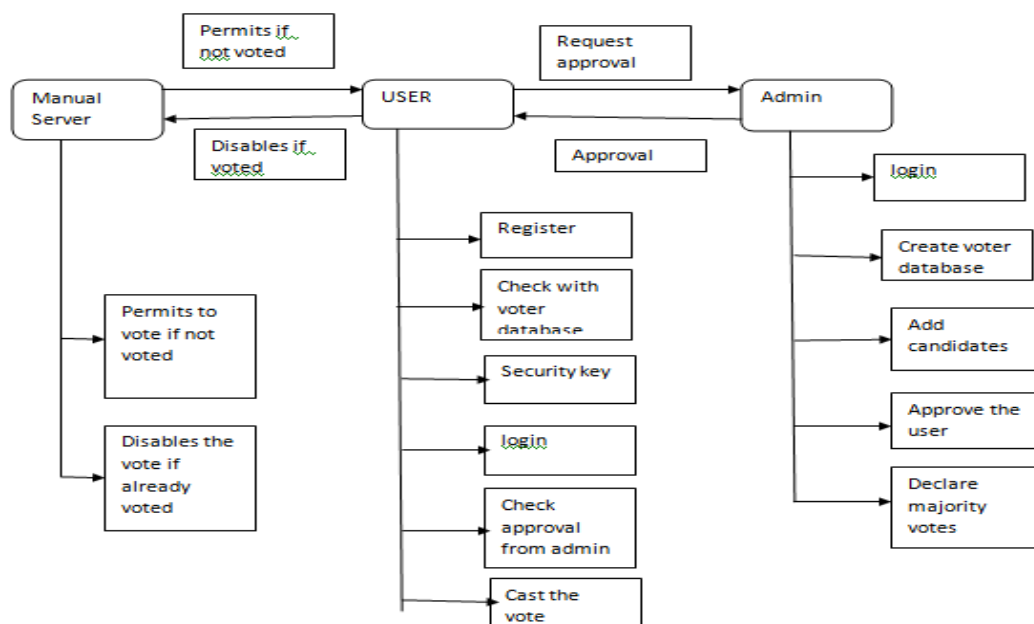 Permits if
not voted
Request
approval
Manual
Server
USER
Admin
Disables if
voted
Approval
login
Register
Create voter
database
Check with
voter
database
Permits to
vote if not
voted
Add
candidates
Security key
Approve the
user
Disables the
vote if
already
voted
login
Declare
majority
votes
Check
approval
from admin
Cast the
vote